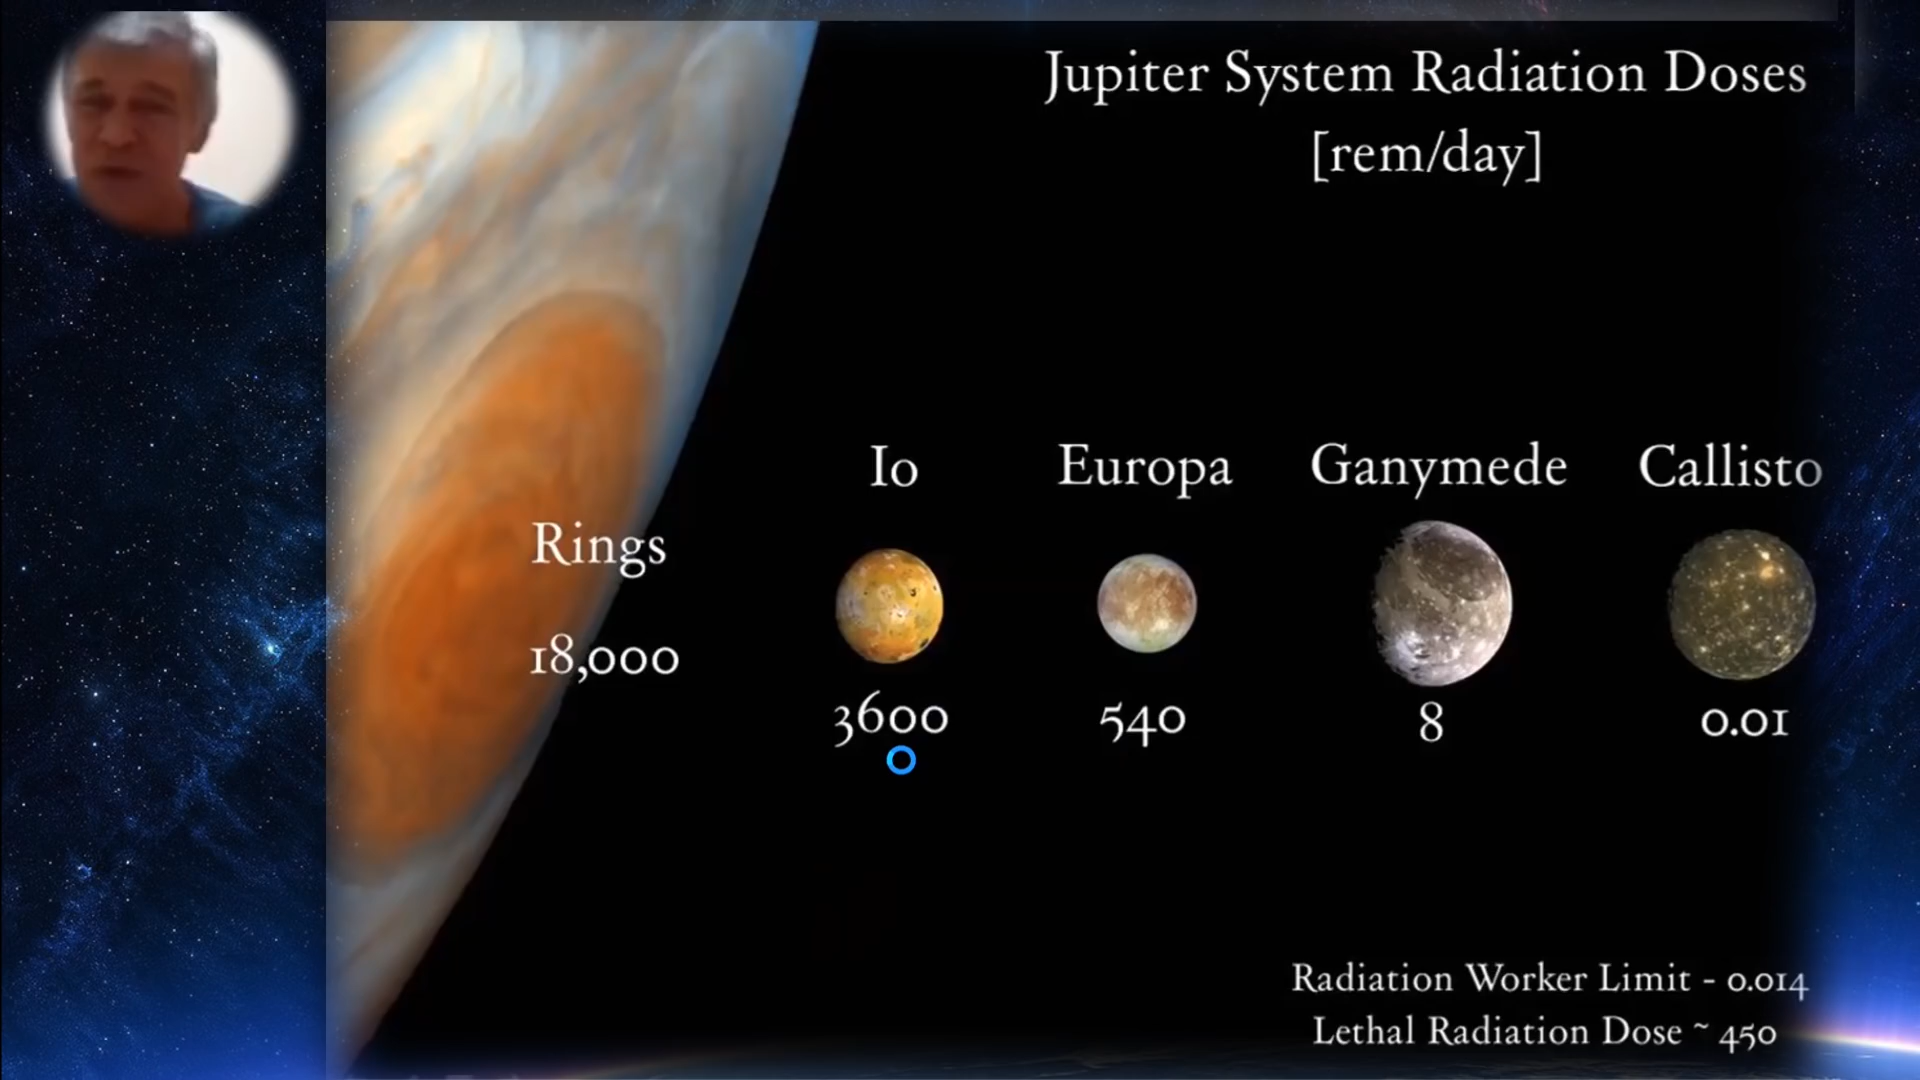 Jupiter System Radiation Doses
[rem/day]
Io
Europa
Ganymede
Callisto
Rings
18,000
3600
540
8
0.01
Radiation Worker Limit - 0.014
Lethal Radiation Dose ~ 450